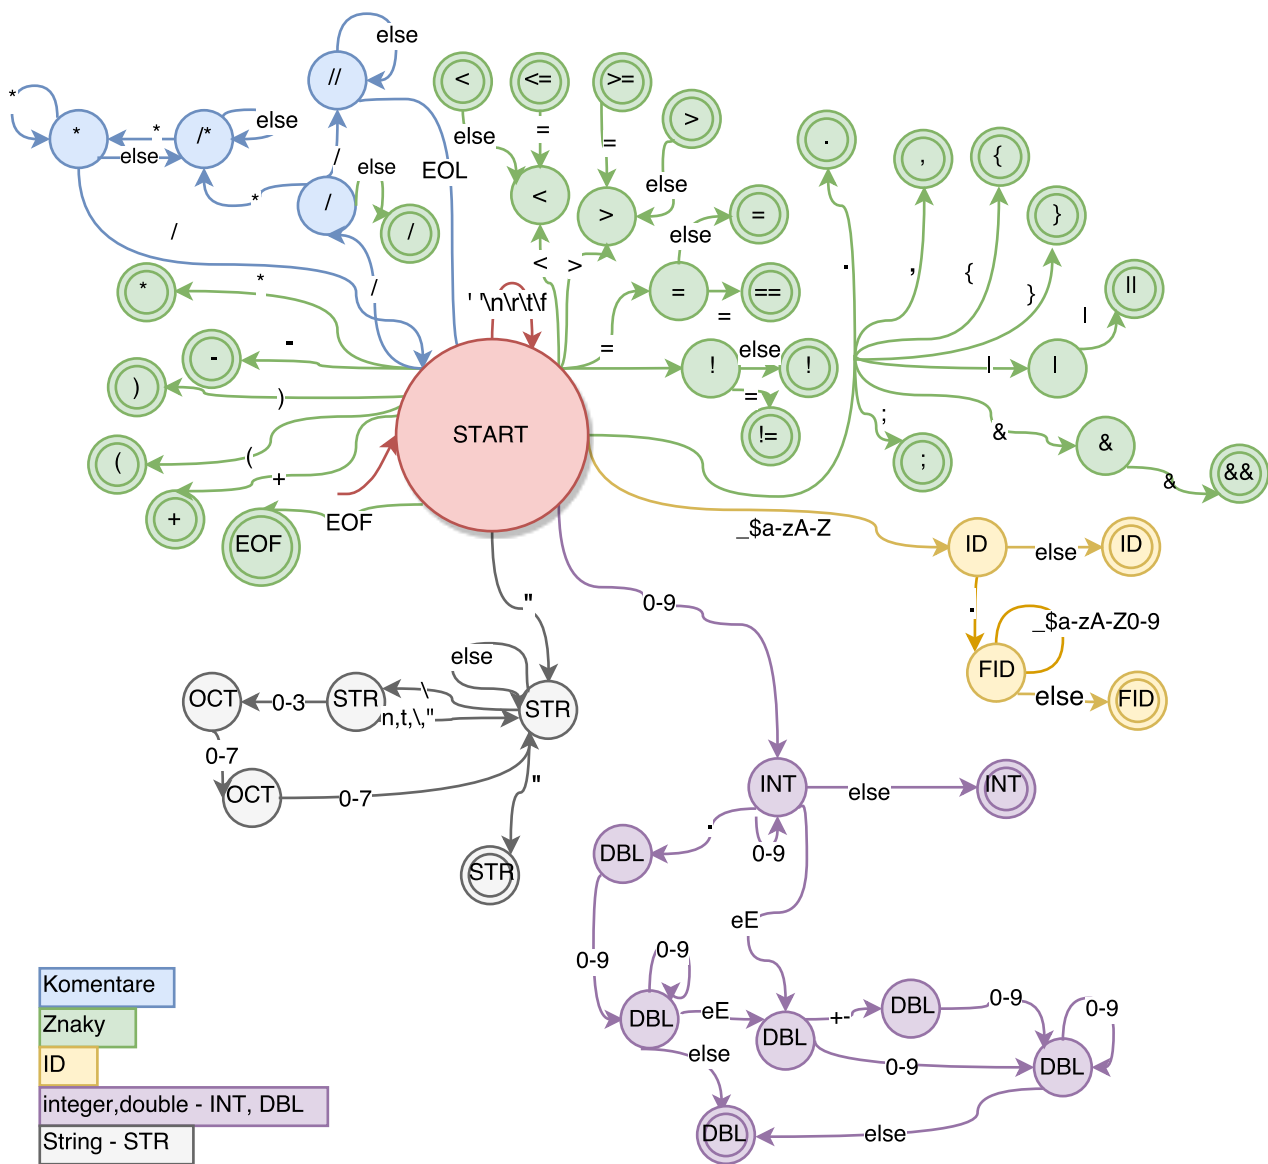 else
//
<
<=
>=
>
*
*
/*
*
else
else
else
=
=
.
,
{
/
else
EOL
<
>
else
*
/
/
=
}
else
/
<
>
*
*
/
' '\n\r\t\f
=
==
=
.
,
{
}
||
|
-
-
=
!
else
!
|
|
)
)
START
=
!=
;
;
&
&
&&
&
(
(
+
+
EOF
EOF
_$a-zA-Z
ID
else
ID
"
0-9
.
_$a-zA-Z0-9
else
FID
else
FID
OCT
0-3
STR
\
n,t,\,"
STR
0-7
OCT
0-7
"
INT
else
INT
.
0-9
DBL
STR
eE
0-9
0-9
DBL
eE
DBL
+-
DBL
0-9
0-9
else
0-9
DBL
DBL
else
Komentare
Znaky
ID
integer,double - INT, DBL
String - STR